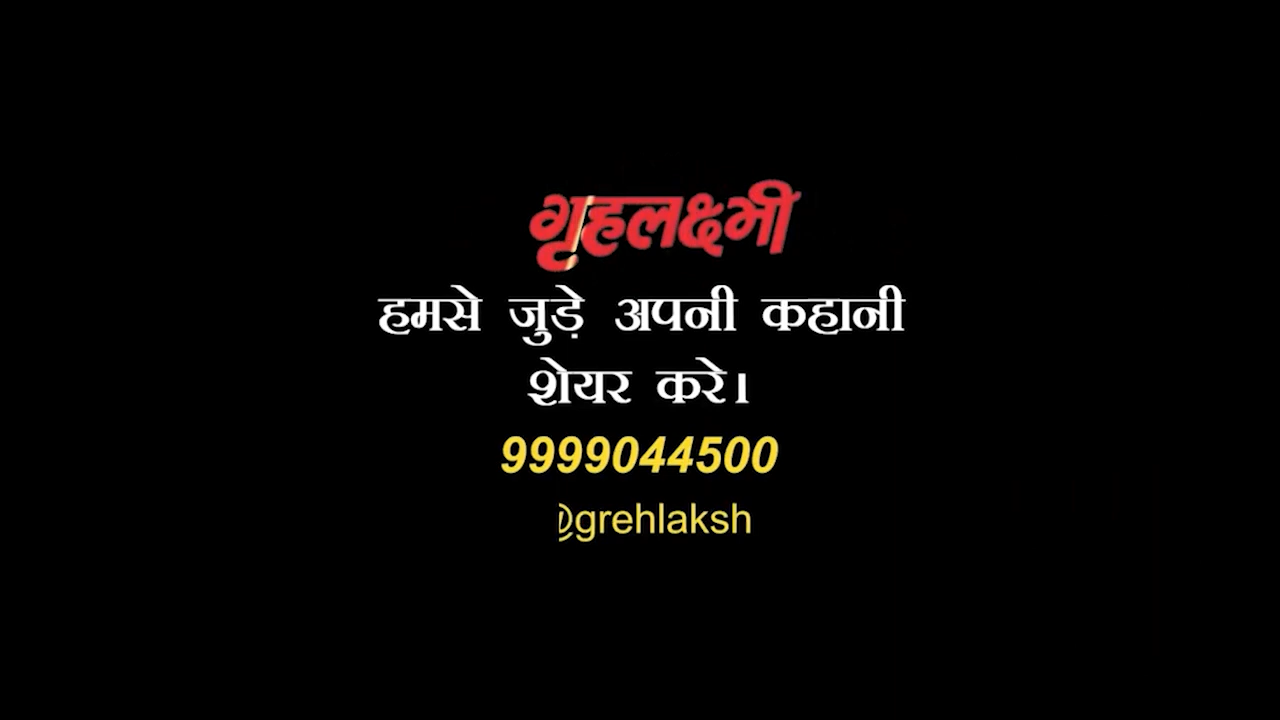 गृहलक्ष्मी
हमसे जुड़े अपनी कहानी
शेयर करे।
9999044500
@grehlaksh